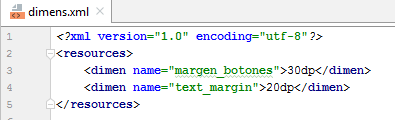 dimens.xml
1 <?xml version="1.0" encoding="utf-8"?>
2 <resources>
3 <dimen name="margen_botones">30dp</dimen>
4 <dimen name="text_margin">20dp</dimen>
5 </resources>